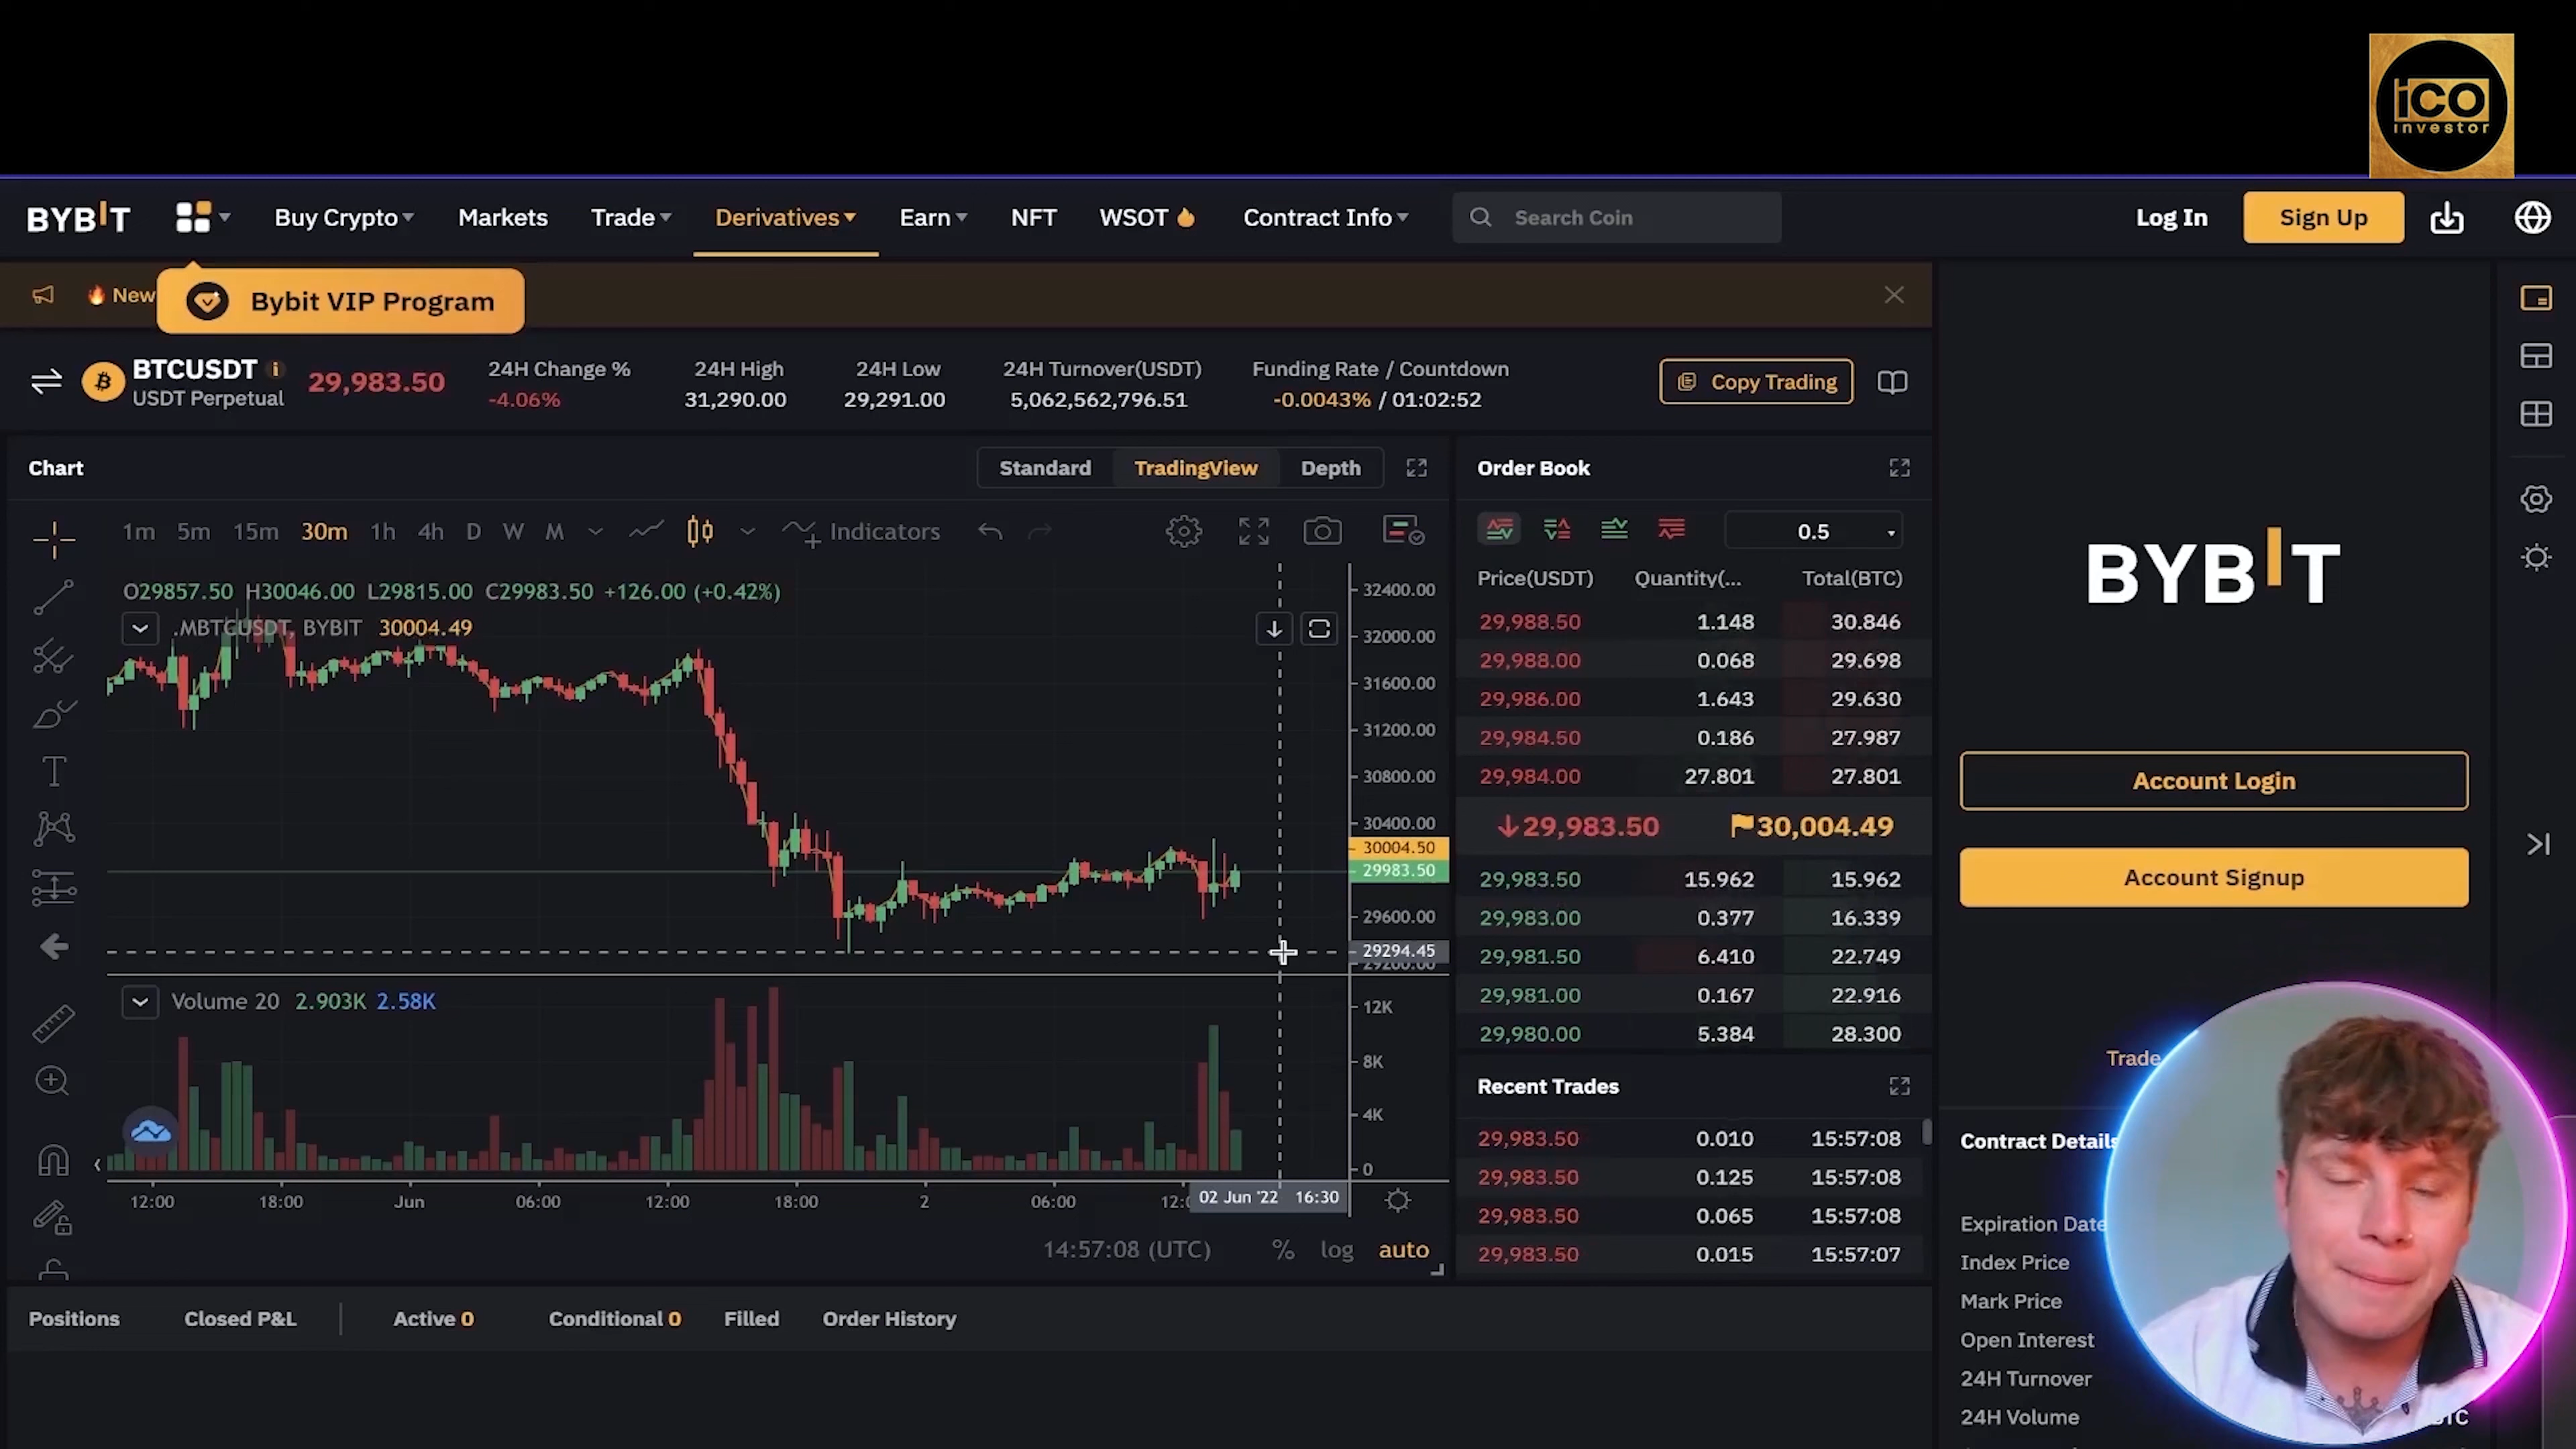 iCO
investor
BYBIT
Buy Crypto
Markets
Trade
Derivatives
Earn
NFT
WSOT
Contract Info
Search Coin
Log In
Sign Up
New
Bybit VIP Program
BTCUSDT
USDT Perpetual
29,983.50
24H Change %
-4.06%
24H High
31,290.00
24H Low
29,291.00
24H Turnover(USDT)
5,062,562,796.51
Funding Rate / Countdown
-0.0043% / 01:02:52
Copy Trading
Chart
Standard
TradingView
Depth
1m 5m 15m 30m 1h 4h D W M
Indicators
O29857.50 H30046.00 L29815.00 C29983.50 +126.00 (+0.42%)
.MBTCUSDT, BYBIT 30004.49
32400.00
32000.00
31600.00
31200.00
30800.00
30400.00
30004.50
29983.50
29600.00
29294.45
29200.00
Volume 20 2.903K 2.58K
12K
8K
4K
0
12:00 18:00 Jun 06:00 12:00 18:00 2 06:00
02 Jun '22 16:30
14:57:08 (UTC) % log auto
Order Book
0.5
Price(USDT) Quantity(... Total(BTC)
29,988.50 1.148 30.846
29,988.00 0.068 29.698
29,986.00 1.643 29.630
29,984.50 0.186 27.987
29,984.00 27.801 27.801
29,983.50 30,004.49
29,983.50 15.962 15.962
29,983.00 0.377 16.339
29,981.50 6.410 22.749
29,981.00 0.167 22.916
29,980.00 5.384 28.300
Recent Trades
29,983.50 0.010 15:57:08
29,983.50 0.125 15:57:08
29,983.50 0.065 15:57:08
29,983.50 0.015 15:57:07
BYBIT
Account Login
Account Signup
Trade
Contract Details
Expiration Date
Index Price
Mark Price
Open Interest
24H Turnover
24H Volume
Positions
Closed P&L
Active 0
Conditional 0
Filled
Order History